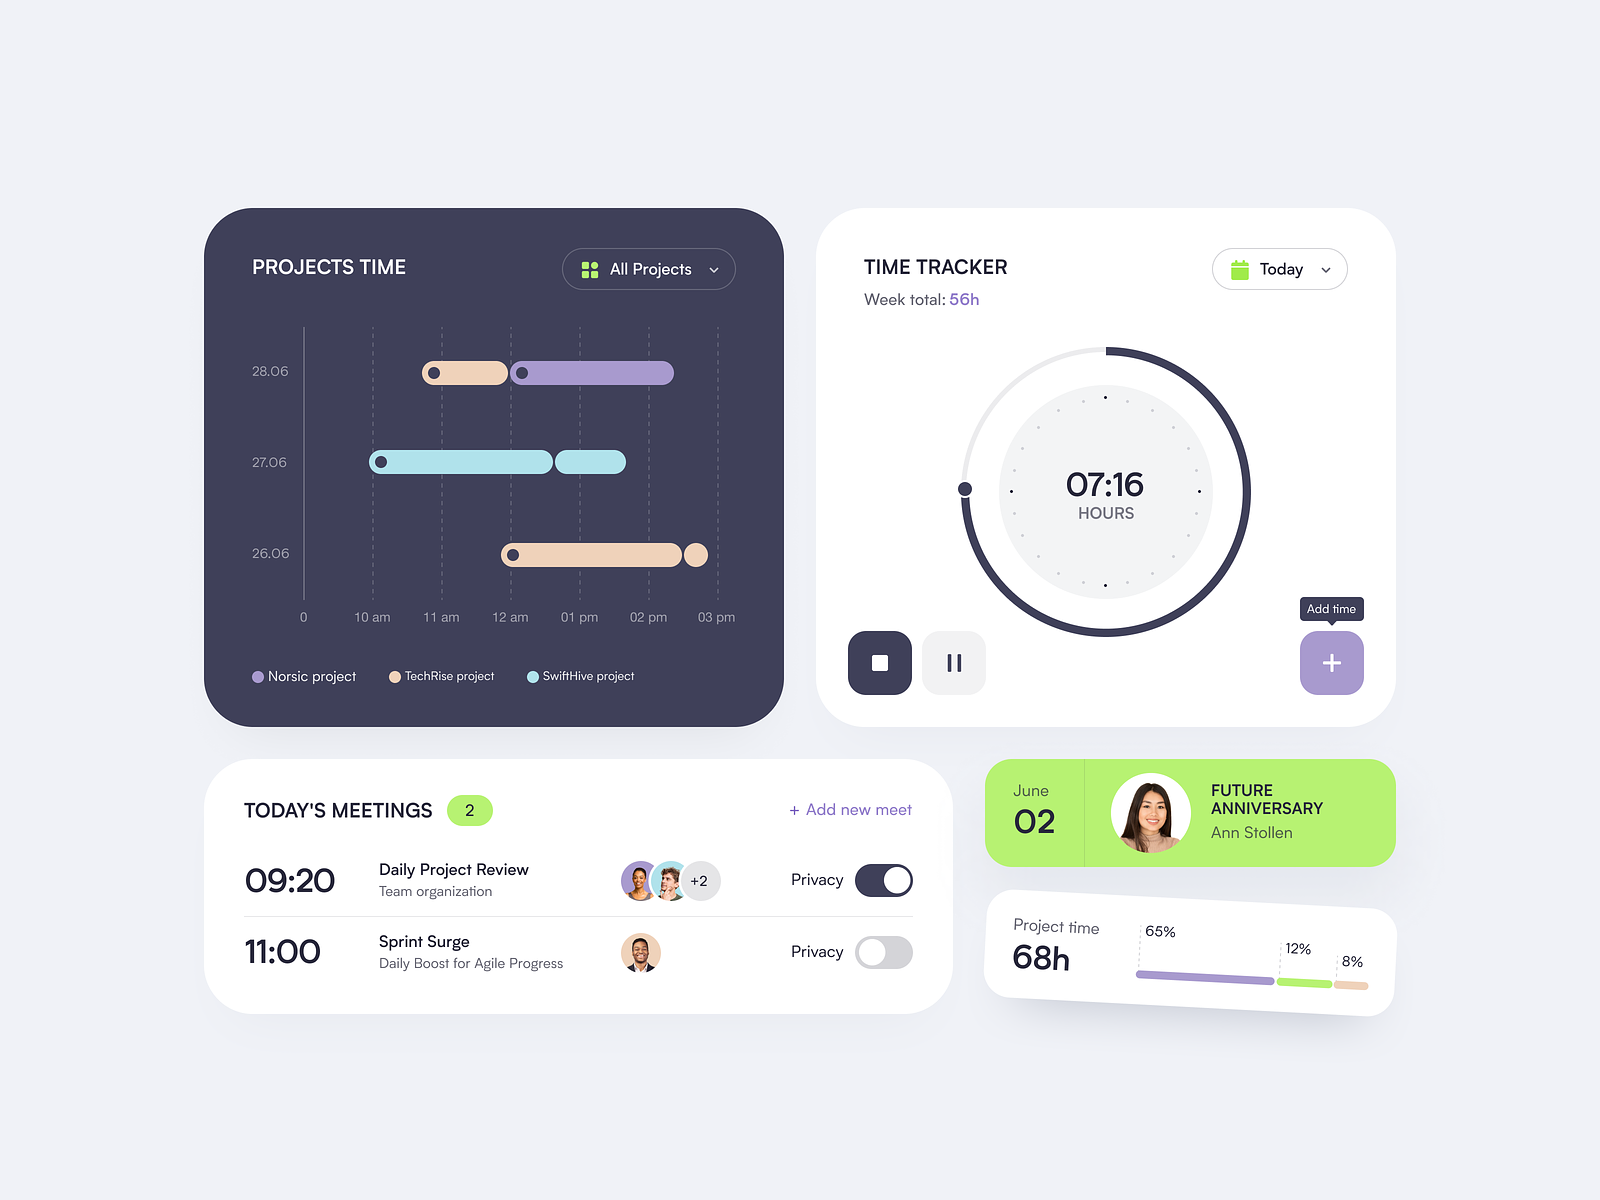 PROJECTS TIME
All Projects
28.06
27.06
26.06
0 10 am 11 am 12 am 01 pm 02 pm 03 pm
Norsic project TechRise project SwiftHive project
TIME TRACKER
Today
Week total: 56h
07:16
HOURS
Add time
TODAY'S MEETINGS 2
+ Add new meet
09:20
Daily Project Review
Team organization
+2
Privacy
11:00
Sprint Surge
Daily Boost for Agile Progress
Privacy
June
02
FUTURE
ANNIVERSARY
Ann Stollen
Project time
68h
65%
12%
8%